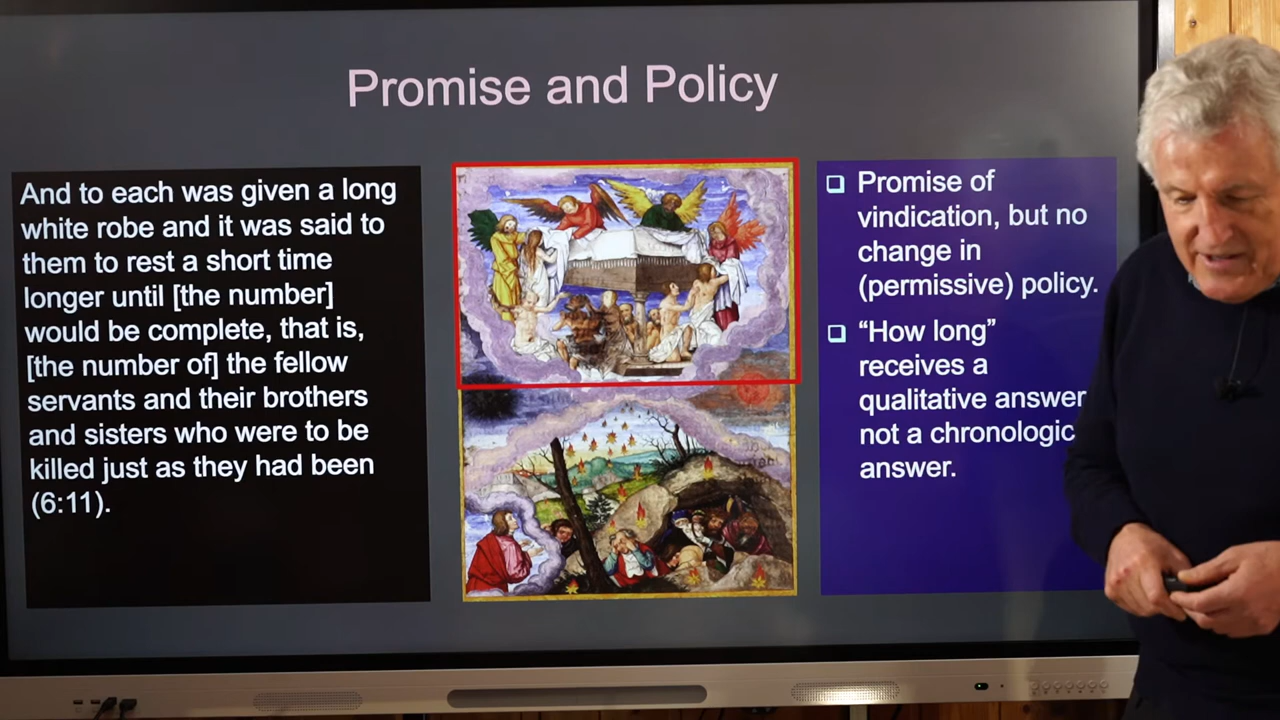 Promise and Policy
And to each was given a long
white robe and it was said to
them to rest a short time
longer until [the number]
would be complete, that is,
[the number of] the fellow
servants and their brothers
and sisters who were to be
killed just as they had been
(6:11).
Promise of
vindication, but no
change in
(permissive) policy.
“How long”
receives a
qualitative answer
not a chronologic
answer.